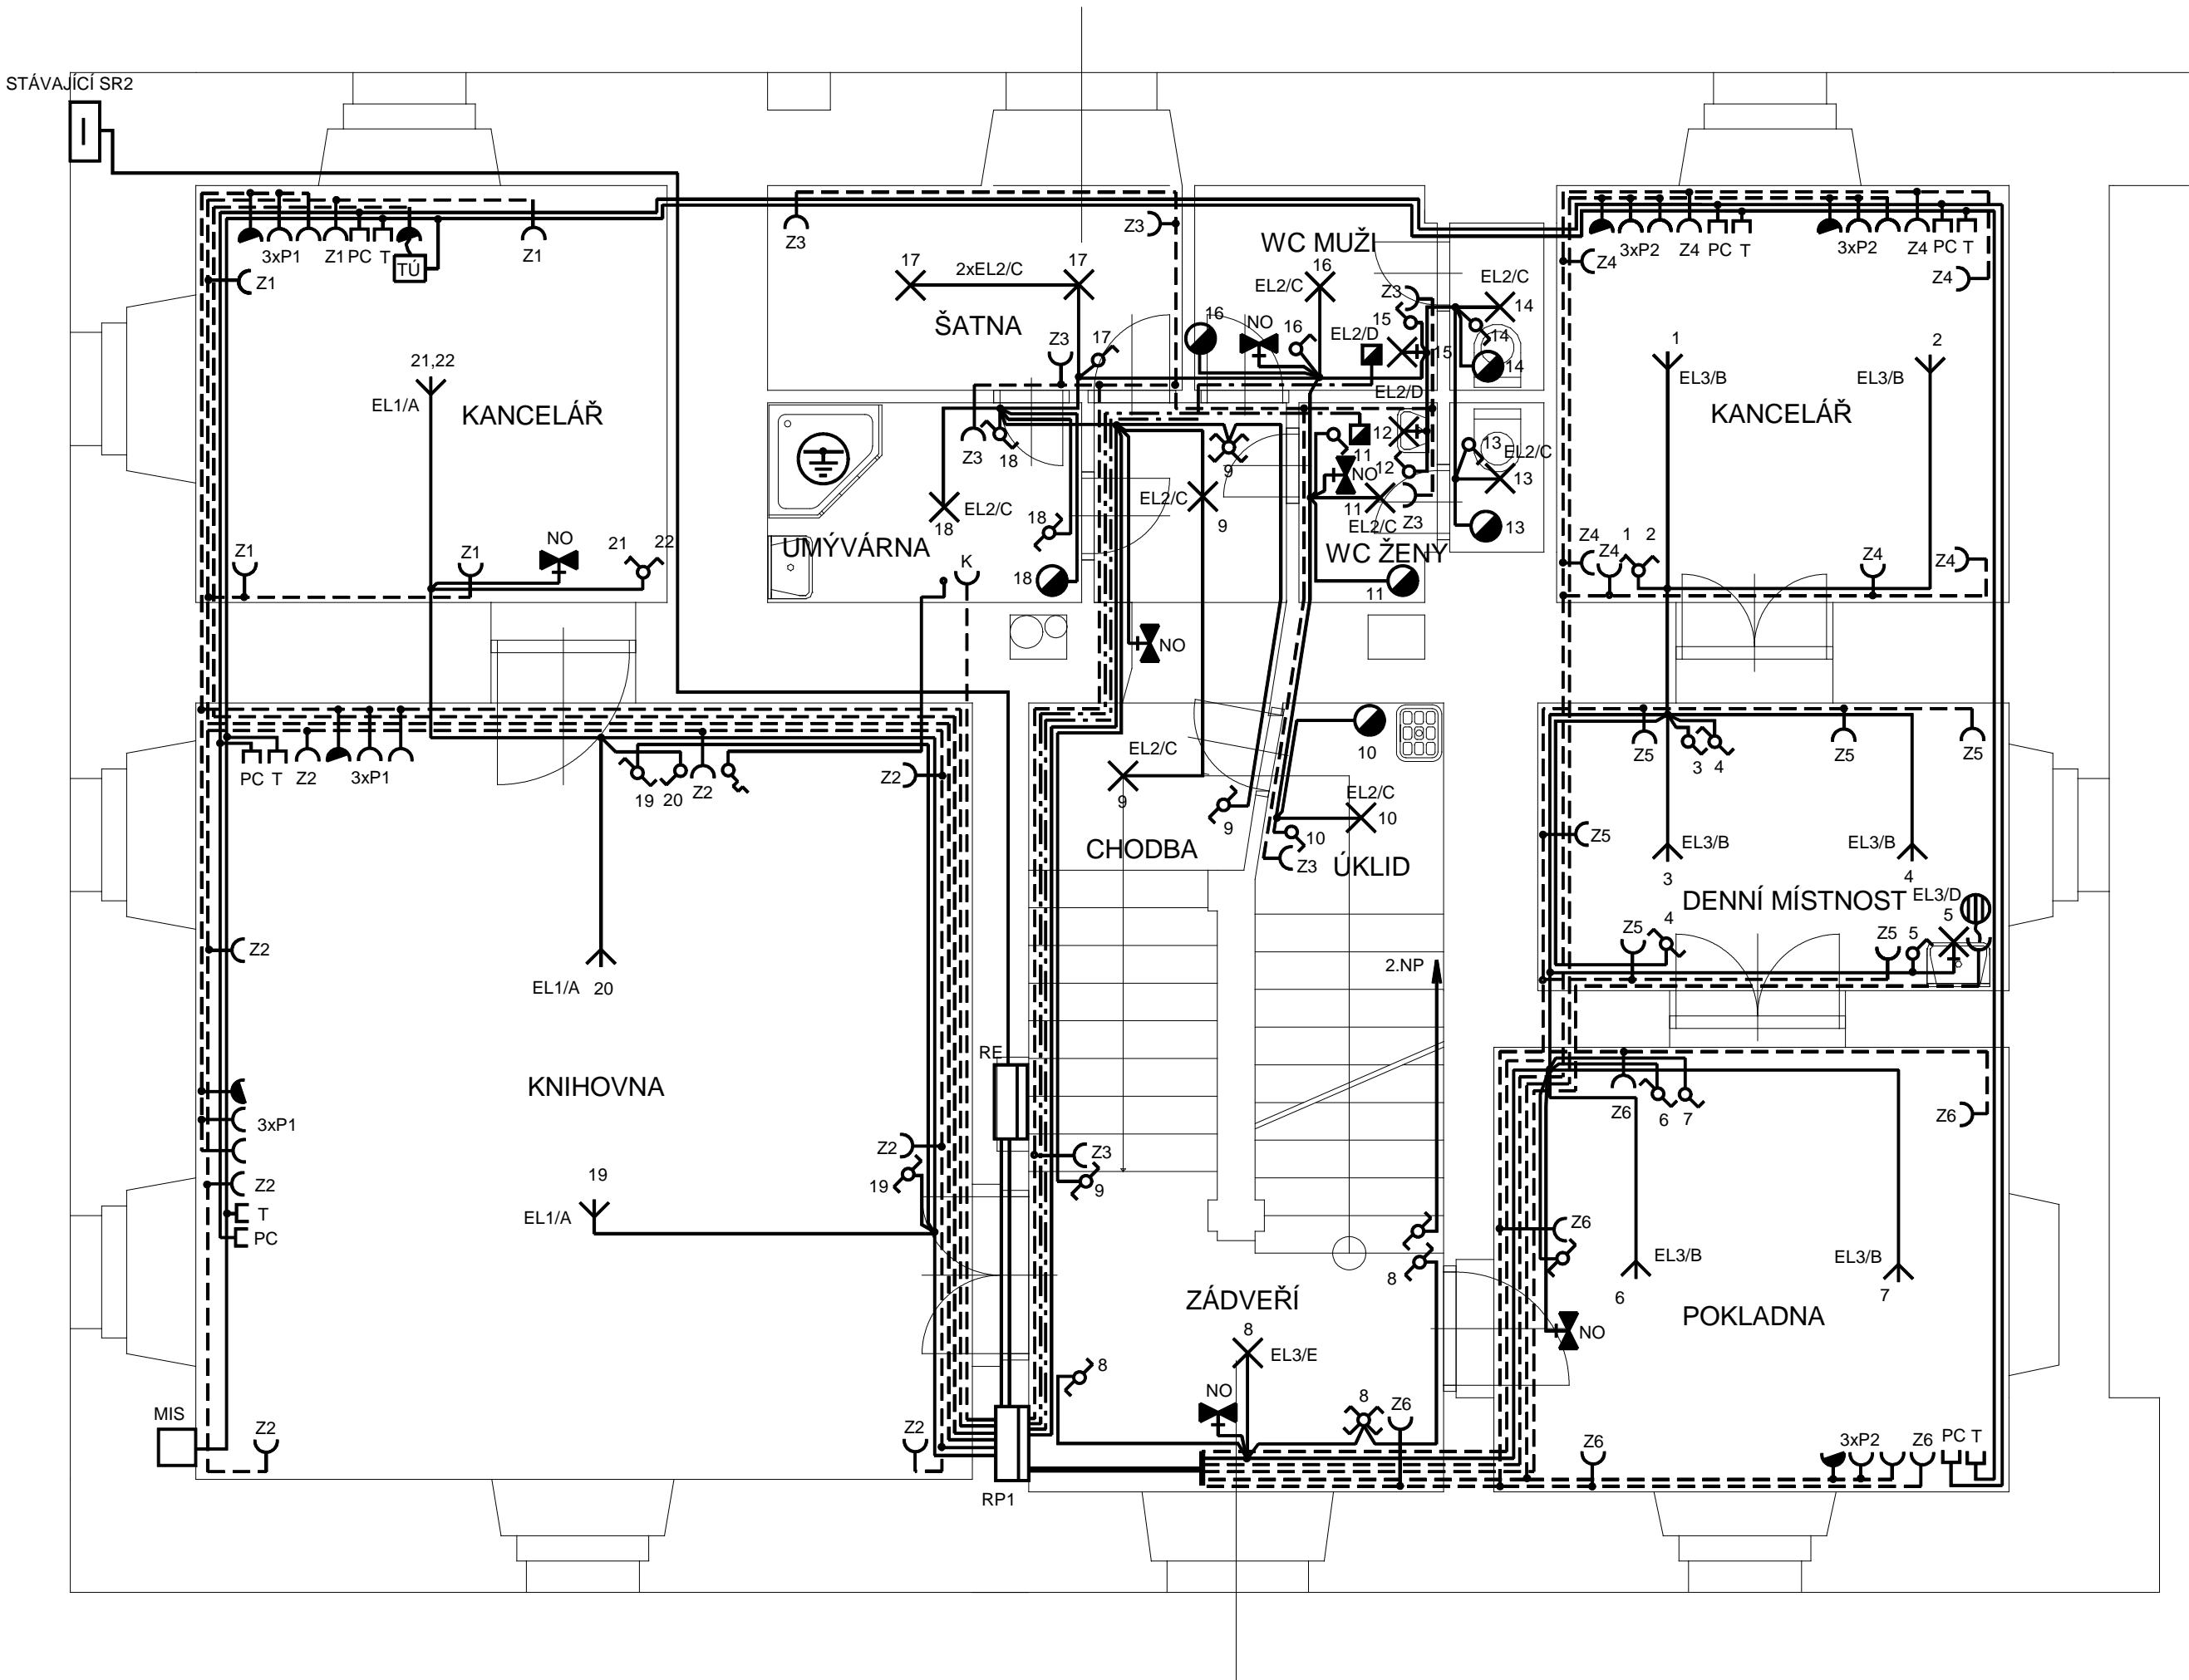 STÁVAJÍCÍ SR2
3xP1
Z1
PC
T
TÚ
Z1
Z1
21,22
EL1/A
KANCELÁŘ
Z1
Z1
NO
21
22
Z3
Z3
17
2xEL2/C
17
ŠATNA
Z3
17
WC MUŽI
16
EL2/C
16
NO
16
EL2/D
Z3
15
15
EL2/C
14
14
14
EL2/D
12
12
11
NO
11
EL2/C
Z3
WC ŽENY
11
13
EL2/C
13
13
Z3
18
18
EL2/C
18
18
UMÝVÁRNA
K
9
EL2/C
9
NO
3xP2
Z4
PC
T
3xP2
Z4
PC
T
Z4
Z4
1
EL3/B
2
EL3/B
KANCELÁŘ
Z4
Z4
1
2
Z4
Z4
PC
T
Z2
3xP1
19
20
Z2
Z2
Z2
EL1/A
20
KNIHOVNA
3xP1
Z2
T
PC
19
EL1/A
Z2
19
MIS
Z2
Z2
RE
RP1
EL2/C
9
9
CHODBA
10
EL2/C
10
10
Z3
ÚKLID
2.NP
Z3
9
8
ZÁDVEŘÍ
8
EL3/E
8
NO
8
Z6
Z5
3
4
Z5
Z5
Z5
EL3/B
3
EL3/B
4
DENNÍ MÍSTNOST
EL3/D
5
Z5
4
Z5
5
Z6
6
7
Z6
Z6
EL3/B
6
EL3/B
7
NO
POKLADNA
Z6
3xP2
Z6
PC
T